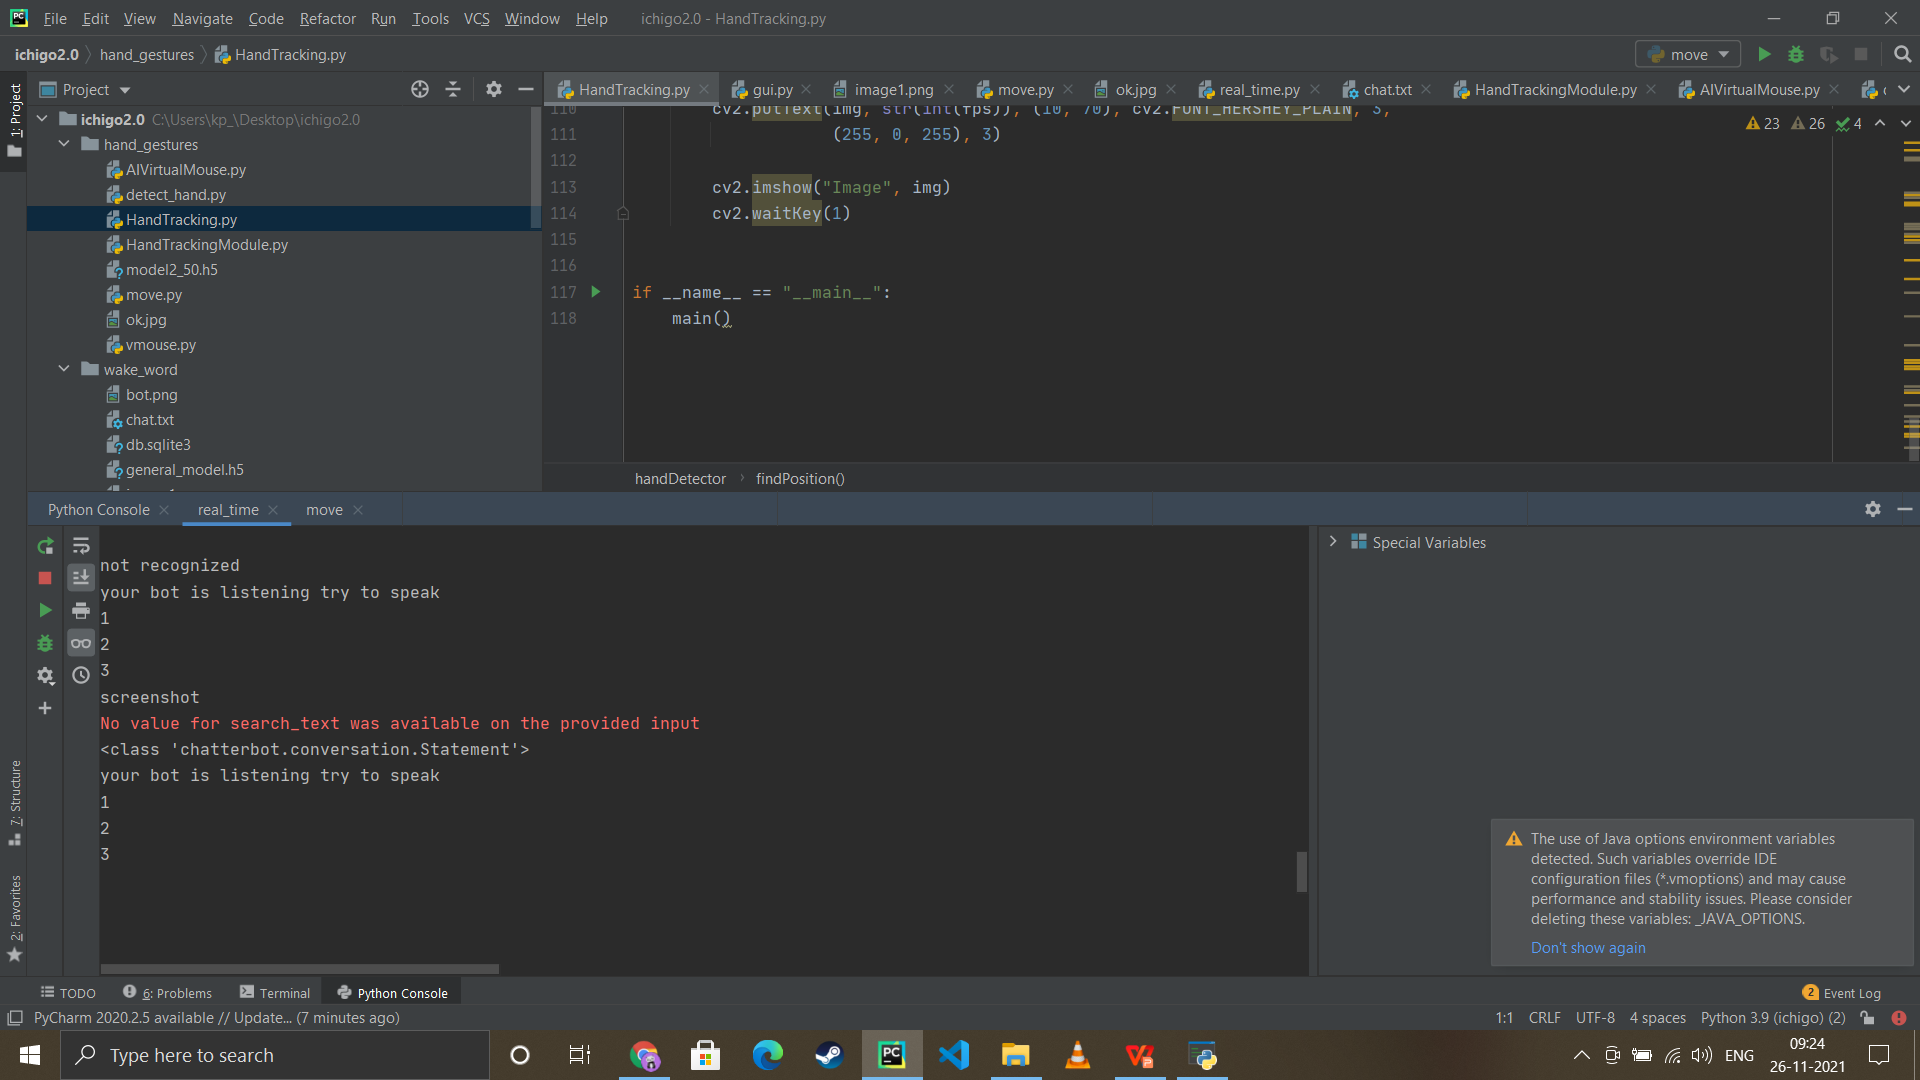 File Edit View Navigate Code Refactor Run Tools VCS Window Help ichigo2.0 - HandTracking.py
ichigo2.0 hand_gestures HandTracking.py move
1: Project
Project
HandTracking.py gui.py image1.png move.py ok.jpg real_time.py chat.txt HandTrackingModule.py AIVirtualMouse.py
ichigo2.0 C:\Users\kp_\Desktop\ichigo2.0
hand_gestures
AIVirtualMouse.py
detect_hand.py
HandTracking.py
HandTrackingModule.py
model2_50.h5
move.py
ok.jpg
vmouse.py
wake_word
bot.png
chat.txt
db.sqlite3
general_model.h5
23 26 4
110 cv2.putText(img, str(int(fps)), (10, 70), cv2.FONT_HERSHEY_PLAIN, 3,
111 (255, 0, 255), 3)
112
113 cv2.imshow("Image", img)
114 cv2.waitKey(1)
115
116
117 if __name__ == "__main__":
118 main()
handDetector findPosition()
Python Console real_time move
not recognized
your bot is listening try to speak
1
2
3
screenshot
No value for search_text was available on the provided input
<class 'chatterbot.conversation.Statement'>
your bot is listening try to speak
1
2
3
Special Variables
7: Structure
2: Favorites
The use of Java options environment variables
detected. Such variables override IDE
configuration files (*.vmoptions) and may cause
performance and stability issues. Please consider
deleting these variables: _JAVA_OPTIONS.
Don't show again
TODO 6: Problems Terminal Python Console 2 Event Log
PyCharm 2020.2.5 available // Update... (7 minutes ago) 1:1 CRLF UTF-8 4 spaces Python 3.9 (ichigo) (2)
Type here to search
ENG
09:24
26-11-2021